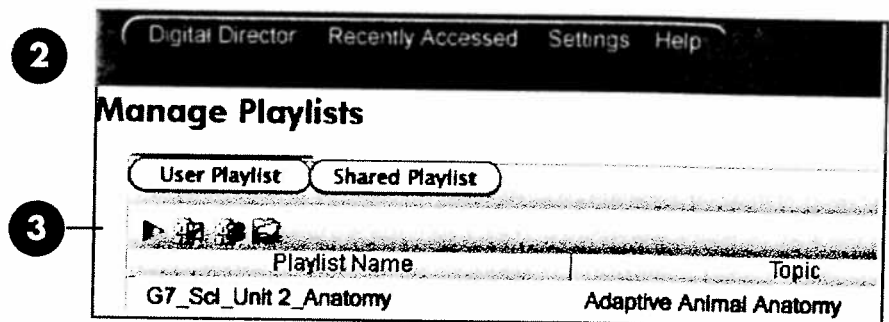 2
Digital Director Recently Accessed Settings Help
Manage Playlists
User Playlist Shared Playlist
3
Playlist Name Topic
G7_Sci_Unit 2_Anatomy Adaptive Animal Anatomy